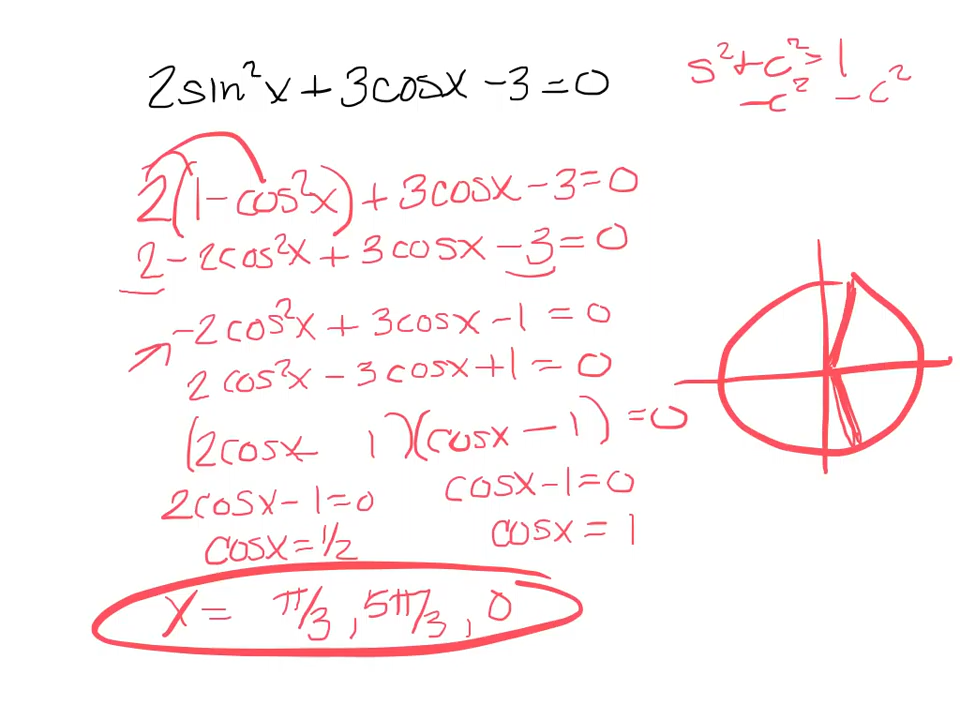 2sin²x + 3cosx - 3 = 0
s² + c² = 1
-c² -c²
2(1 - cos²x) + 3cosx - 3 = 0
2 - 2cos²x + 3cosx - 3 = 0
-2cos²x + 3cosx - 1 = 0
2cos²x - 3cosx + 1 = 0
(2cosx - 1)(cosx - 1) = 0
2cosx - 1 = 0 cosx - 1 = 0
cosx = 1/2 cosx = 1
x = π/3, 5π/3, 0